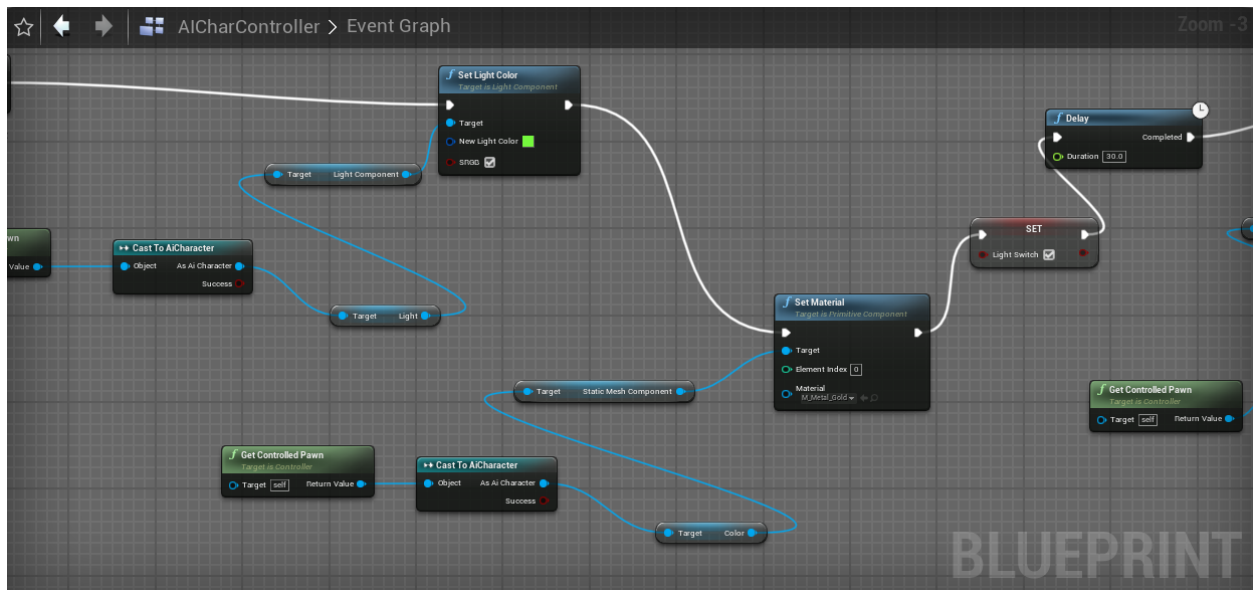 AICharController > Event Graph
Zoom -3
Set Light Color
Target is Light Component
Target
New Light Color
SRGB
Target Light Component
wn
Value
Cast To AiCharacter
Object As Ai Character
Success
Target Light
Delay
Completed
Duration 30.0
SET
Light Switch
Set Material
Target is Primitive Component
Target
Element Index 0
Material
M_Metal_Gold
Target Static Mesh Component
Get Controlled Pawn
Target is Controller
Target self Return Value
Get Controlled Pawn
Target is Controller
Target self Return Value
Cast To AiCharacter
Object As Ai Character
Success
Target Color
BLUEPRINT